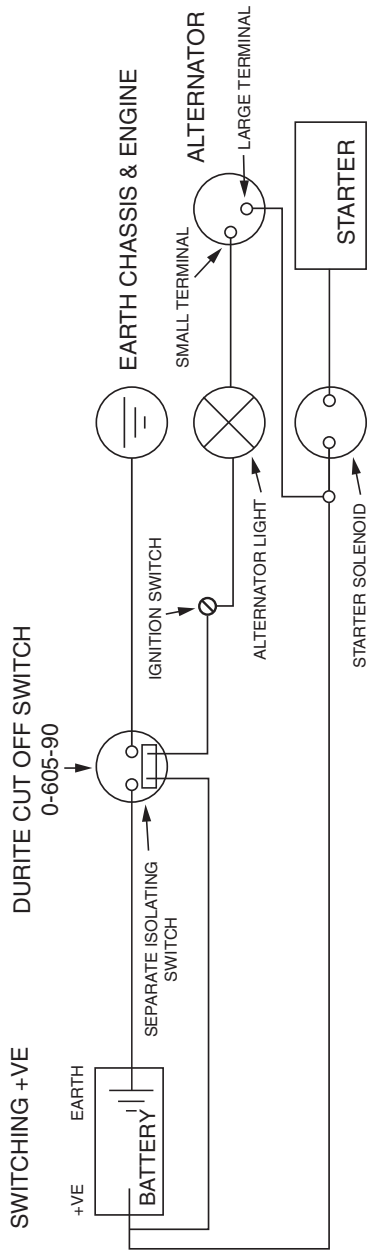 SWITCHING +VE
+VE
EARTH
BATTERY
DURITE CUT OFF SWITCH
0-605-90
SEPARATE ISOLATING
SWITCH
EARTH CHASSIS & ENGINE
IGNITION SWITCH
ALTERNATOR LIGHT
ALTERNATOR
SMALL TERMINAL
LARGE TERMINAL
STARTER SOLENOID
STARTER